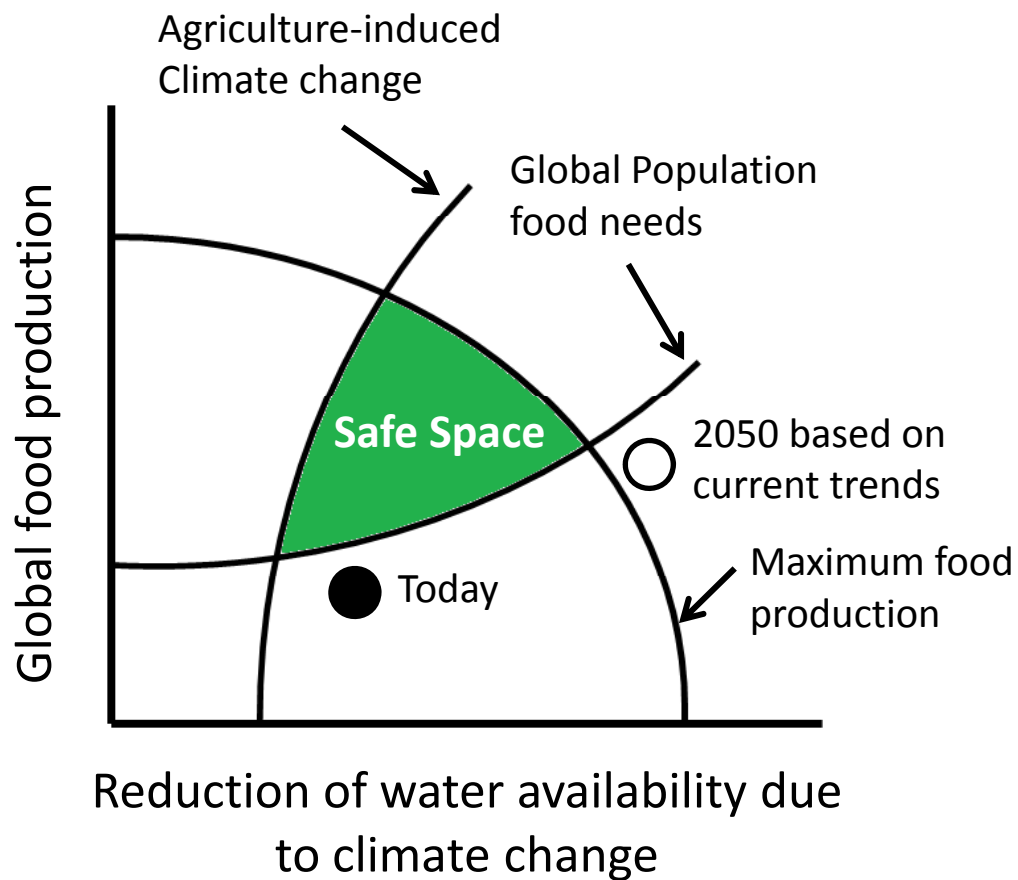 Agriculture-induced
Climate change
Global Population
food needs
Global food production
Safe Space
2050 based on
current trends
Maximum food
production
Today
Reduction of water availability due
to climate change